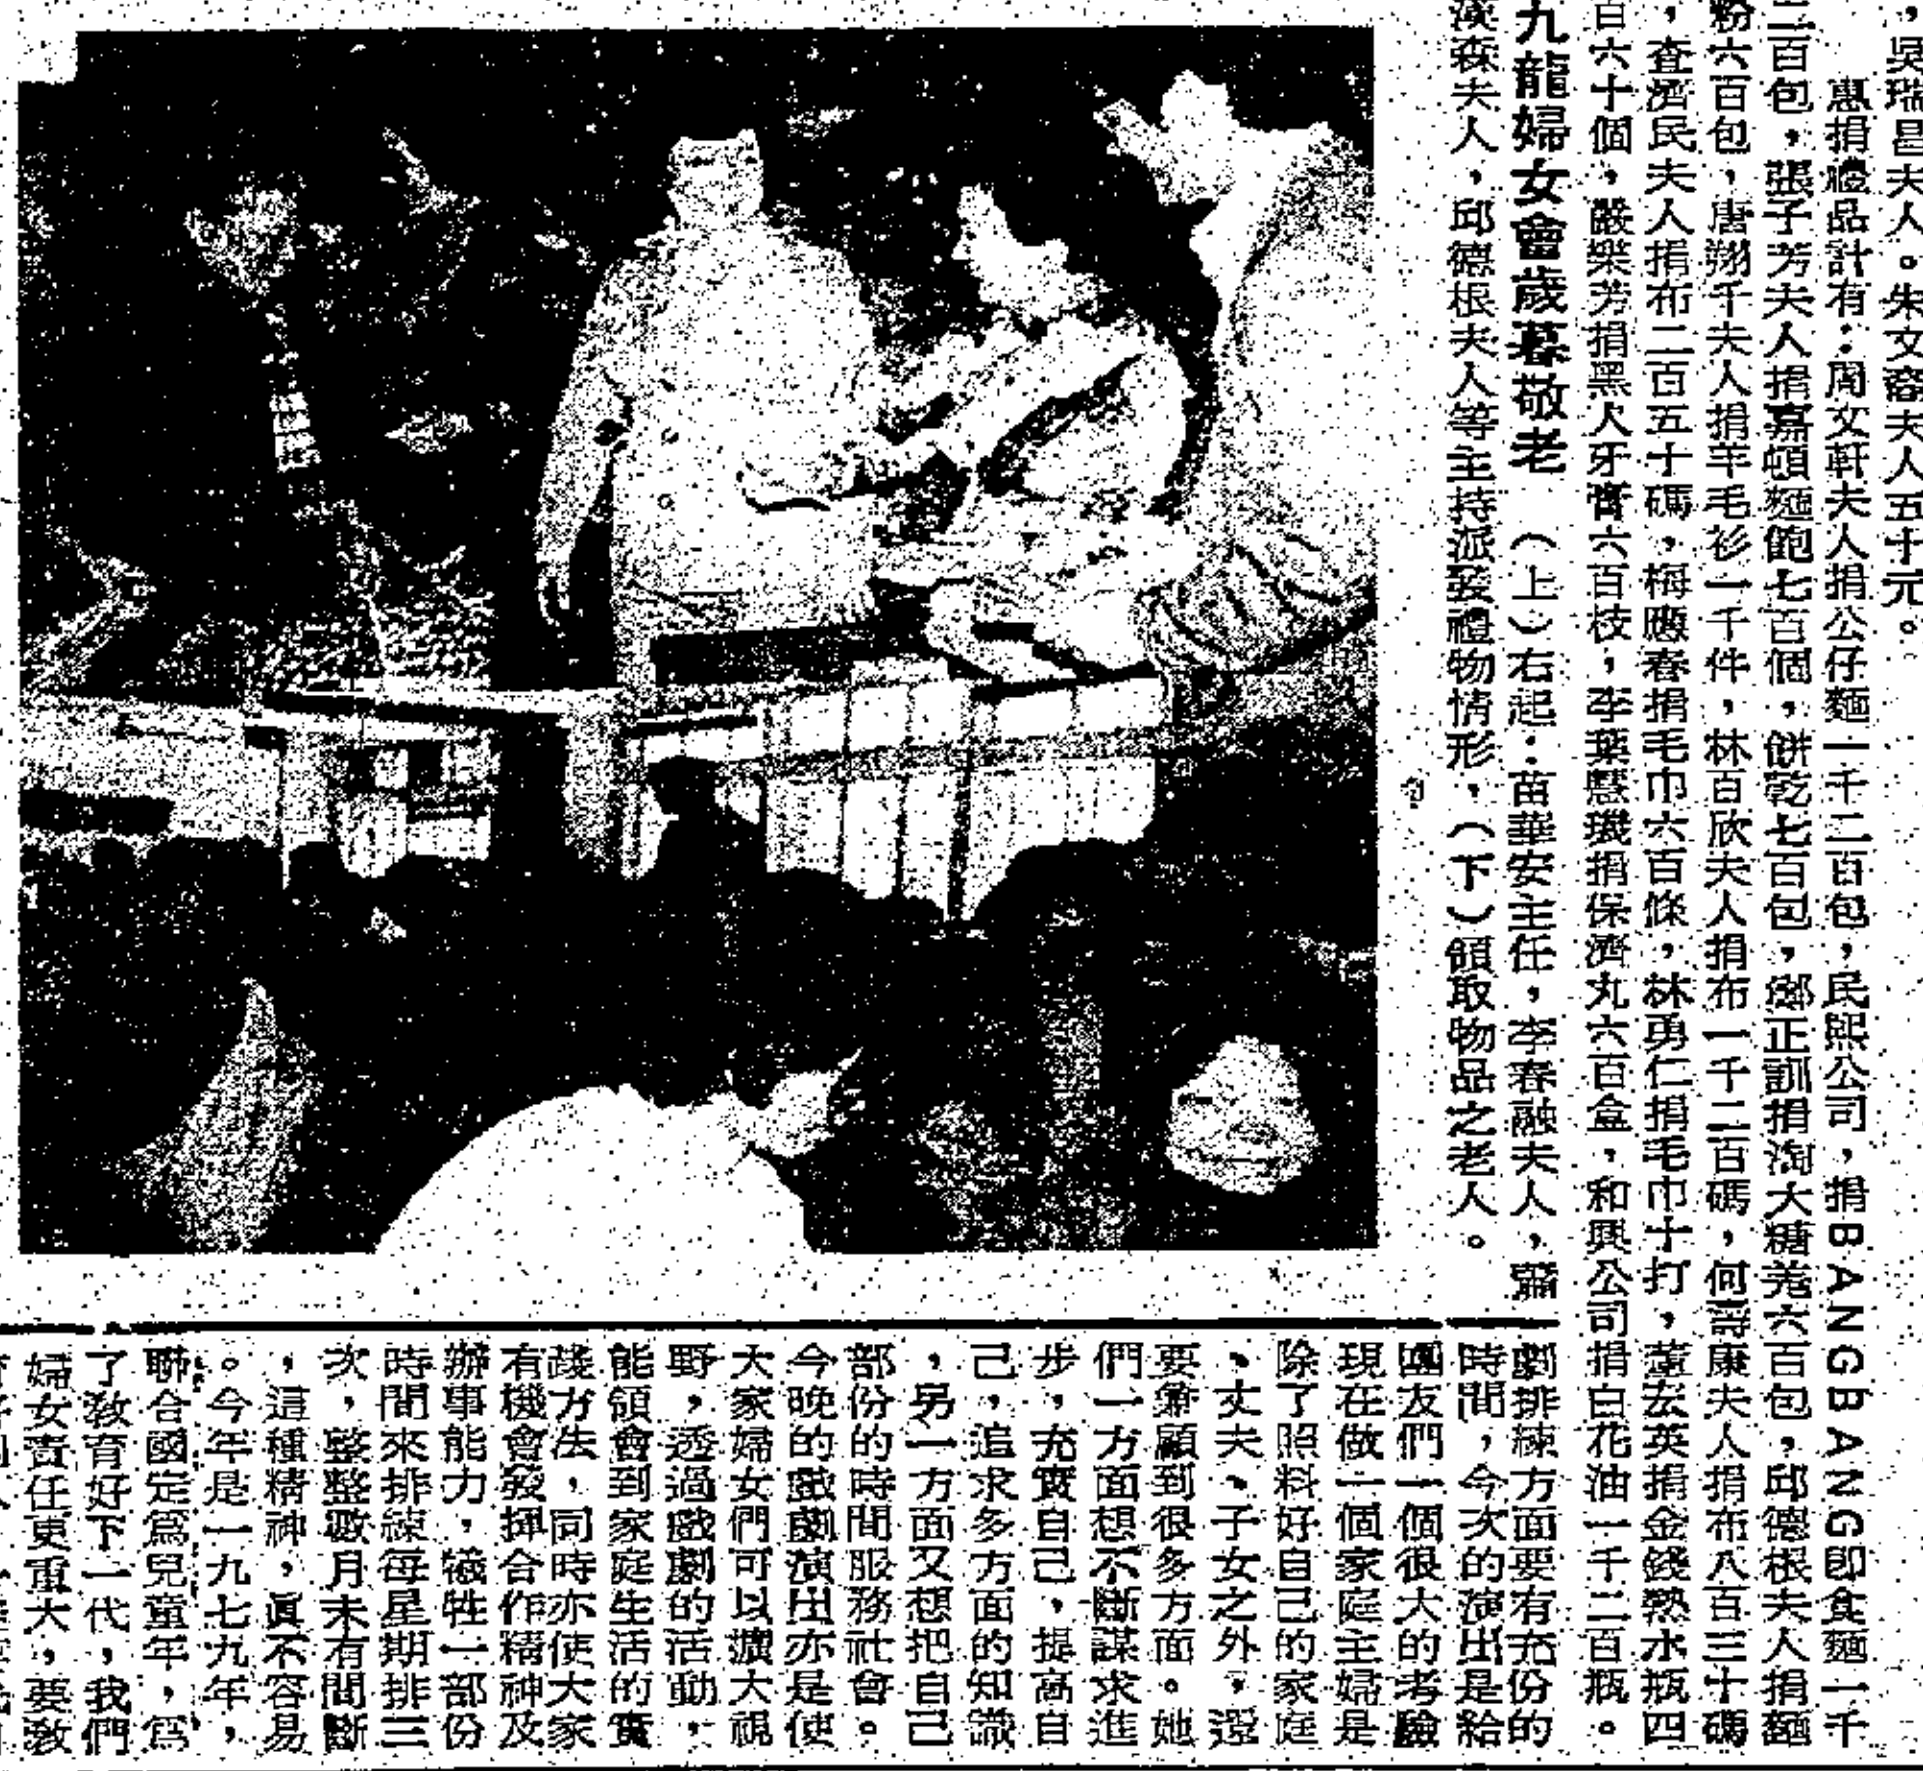 ，吳瑞昌夫人。朱文裔夫人五十元。
惠捐禮品計有：周文軒夫人捐公仔麵一千二百包，民熙公司，捐BANGBANG即食麵一千
二百包，張子芳夫人捐嘉頓麵飽七百個，餅乾七百包，鄭正訓捐淘大糖羌六百包，邱德根夫人捐麵
粉六百包，唐翔千夫人捐羊毛衫一千件，林百欣夫人捐布一千二百碼，何壽康夫人捐布八百三十碼
，查濟民夫人捐布二百五十碼，梅應春捐毛巾六百條，林勇仁捐毛巾十打，董宏英捐金錢熱水瓶四
百六十個，嚴樂芳捐黑人牙膏六百枝，李葉慧璣捐保濟丸六百盒，和興公司捐白花油一千二百瓶。
九龍婦女會歲暮敬老　（上）右起：苗華安主任，李春融夫人，蕭
漢森夫人，邱德根夫人等主持派發禮物情形，（下）領取物品之老人。
劇排練方面要有充份的
時間，今次的演出是給
團友們一個很大的考驗
現在做一個家庭主婦是
除了照料好自己的家庭
、丈夫、子女之外，還
要兼顧到很多方面。她
們一方面想不斷謀求進
步，充實自己，提高自
己，追求多方面的知識
，另一方面又想把自己
部份的時間服務社會。
今晚的戲劇演出亦是使
大家婦女們可以擴大視
野，透過戲劇的活動，
能領會到家庭生活的實
踐方法，同時亦使大家
有機會發揮合作精神及
辦事能力，犧牲一部份
時間來排練每星期排三
次，整整數月未有間斷
，這種精神，眞不容易
。今年是一九七九年，
聯合國定爲兒童年，爲
了敎育好下一代，我們
婦女責任更重大，要敎